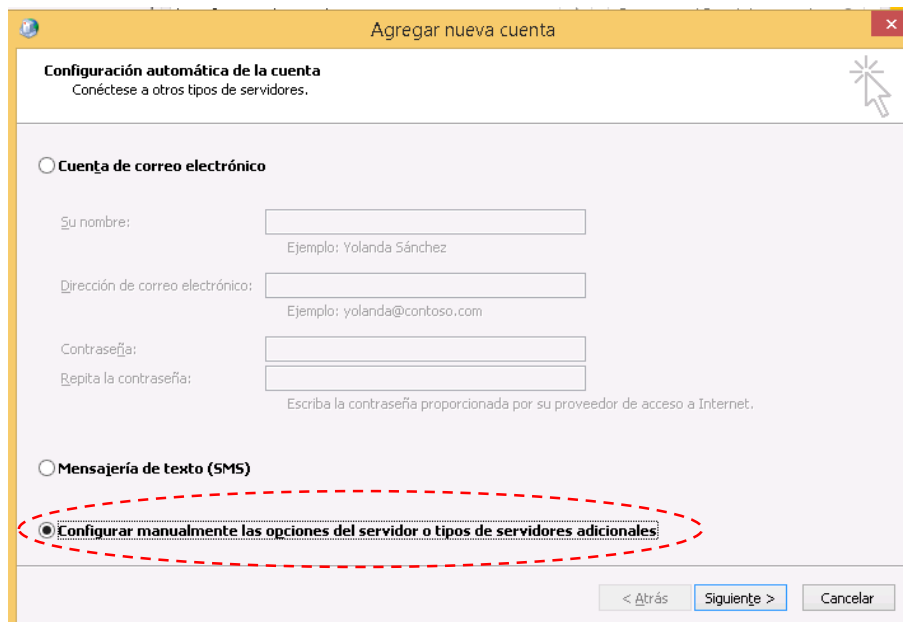 Agregar nueva cuenta
Configuración automática de la cuenta
Conéctese a otros tipos de servidores.
Cuenta de correo electrónico
Su nombre:
Ejemplo: Yolanda Sánchez
Dirección de correo electrónico:
Ejemplo: yolanda@contoso.com
Contraseña:
Repita la contraseña:
Escriba la contraseña proporcionada por su proveedor de acceso a Internet.
Mensajería de texto (SMS)
Configurar manualmente las opciones del servidor o tipos de servidores adicionales
< Atrás Siguiente > Cancelar